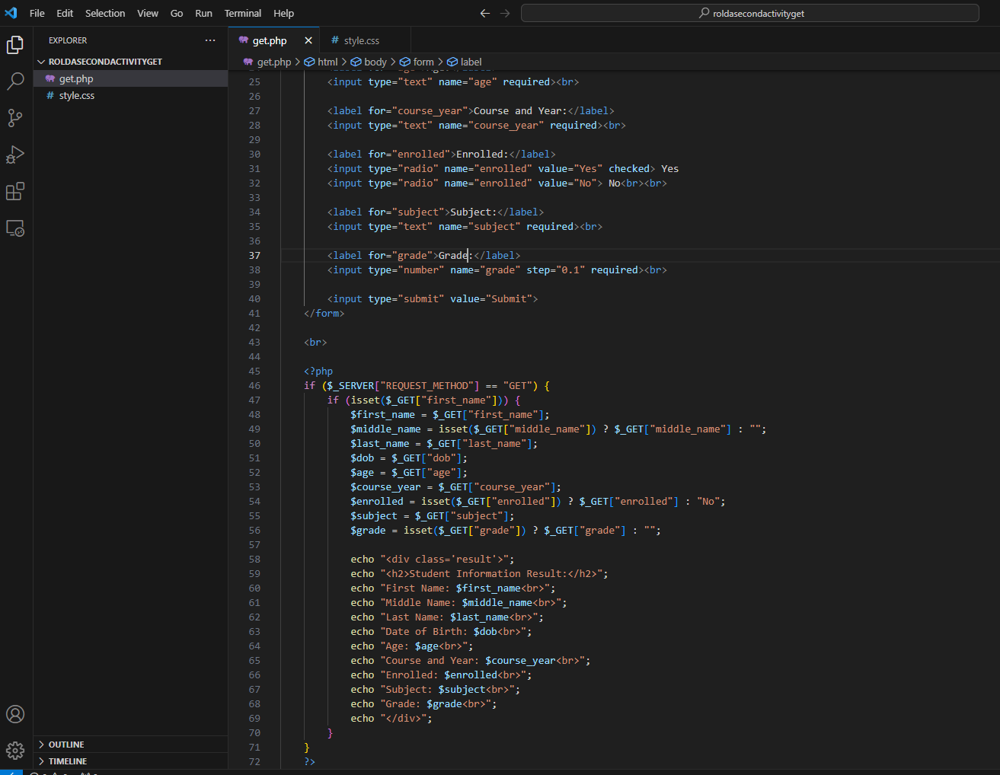 File Edit Selection View Go Run Terminal Help
roldasecondactivityget
EXPLORER
ROLDASECONDACTIVITYGET
get.php
# style.css
OUTLINE
TIMELINE
get.php
# style.css
get.php > html > body > form > label
25 <input type="text" name="age" required><br>
26
27 <label for="course_year">Course and Year:</label>
28 <input type="text" name="course_year" required><br>
29
30 <label for="enrolled">Enrolled:</label>
31 <input type="radio" name="enrolled" value="Yes" checked> Yes
32 <input type="radio" name="enrolled" value="No"> No<br><br>
33
34 <label for="subject">Subject:</label>
35 <input type="text" name="subject" required><br>
36
37 <label for="grade">Grade:</label>
38 <input type="number" name="grade" step="0.1" required><br>
39
40 <input type="submit" value="Submit">
41 </form>
42
43 <br>
44
45 <?php
46 if ($_SERVER["REQUEST_METHOD"] == "GET") {
47 if (isset($_GET["first_name"])) {
48 $first_name = $_GET["first_name"];
49 $middle_name = isset($_GET["middle_name"]) ? $_GET["middle_name"] : "";
50 $last_name = $_GET["last_name"];
51 $dob = $_GET["dob"];
52 $age = $_GET["age"];
53 $course_year = $_GET["course_year"];
54 $enrolled = isset($_GET["enrolled"]) ? $_GET["enrolled"] : "No";
55 $subject = $_GET["subject"];
56 $grade = isset($_GET["grade"]) ? $_GET["grade"] : "";
57
58 echo "<div class='result'>";
59 echo "<h2>Student Information Result:</h2>";
60 echo "First Name: $first_name<br>";
61 echo "Middle Name: $middle_name<br>";
62 echo "Last Name: $last_name<br>";
63 echo "Date of Birth: $dob<br>";
64 echo "Age: $age<br>";
65 echo "Course and Year: $course_year<br>";
66 echo "Enrolled: $enrolled<br>";
67 echo "Subject: $subject<br>";
68 echo "Grade: $grade<br>";
69 echo "</div>";
70 }
71 }
72 ?>